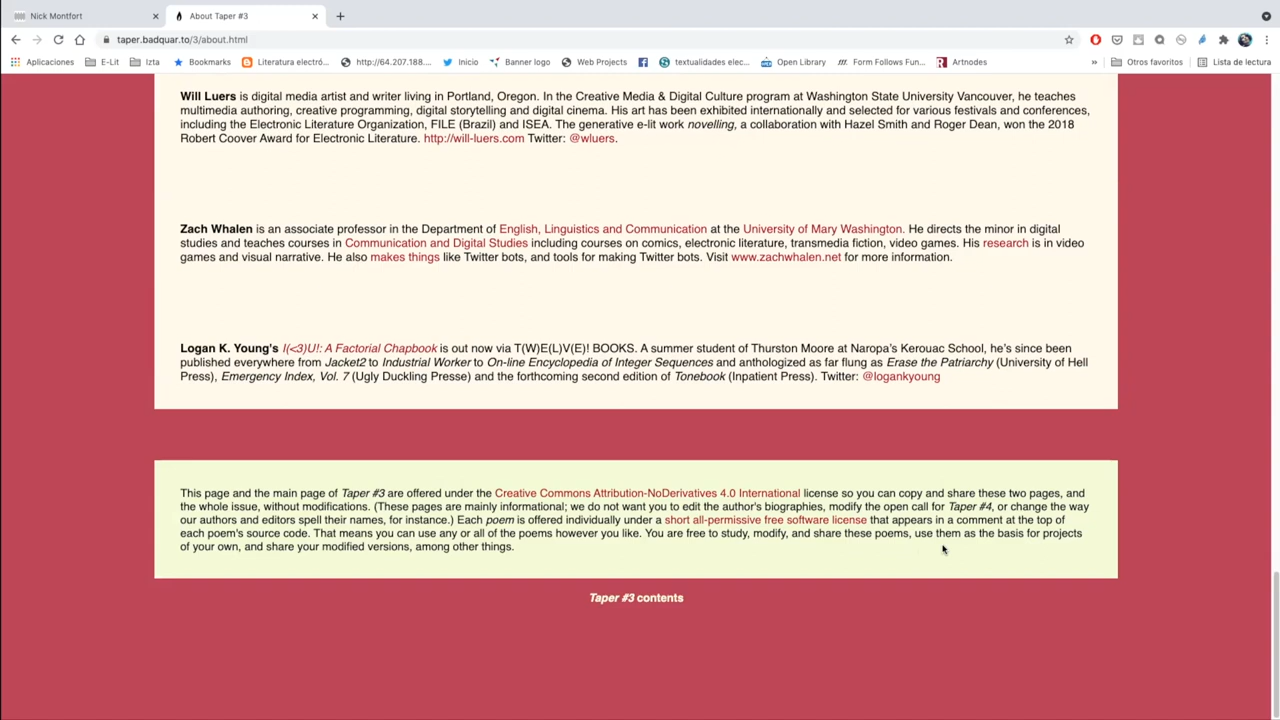 Nick Montfort
About Taper #3
taper.badquar.to/3/about.html
Aplicaciones
E-Lit
Izta
Bookmarks
Literatura electró...
http://64.207.188....
Inicio
Banner logo
Web Projects
textualidades elec...
Open Library
Form Follows Fun...
Artnodes
»
Otros favoritos
Lista de lectura
Will Luers is digital media artist and writer living in Portland, Oregon. In the Creative Media & Digital Culture program at Washington State University Vancouver, he teaches
multimedia authoring, creative programming, digital storytelling and digital cinema. His art has been exhibited internationally and selected for various festivals and conferences,
including the Electronic Literature Organization, FILE (Brazil) and ISEA. The generative e-lit work novelling, a collaboration with Hazel Smith and Roger Dean, won the 2018
Robert Coover Award for Electronic Literature. http://will-luers.com Twitter: @wluers.
Zach Whalen is an associate professor in the Department of English, Linguistics and Communication at the University of Mary Washington. He directs the minor in digital
studies and teaches courses in Communication and Digital Studies including courses on comics, electronic literature, transmedia fiction, video games. His research is in video
games and visual narrative. He also makes things like Twitter bots, and tools for making Twitter bots. Visit www.zachwhalen.net for more information.
Logan K. Young's I(<3)U!: A Factorial Chapbook is out now via T(W)E(L)V(E)! BOOKS. A summer student of Thurston Moore at Naropa's Kerouac School, he's since been
published everywhere from Jacket2 to Industrial Worker to On-line Encyclopedia of Integer Sequences and anthologized as far flung as Erase the Patriarchy (University of Hell
Press), Emergency Index, Vol. 7 (Ugly Duckling Presse) and the forthcoming second edition of Tonebook (Inpatient Press). Twitter: @logankyoung
This page and the main page of Taper #3 are offered under the Creative Commons Attribution-NoDerivatives 4.0 International license so you can copy and share these two pages, and
the whole issue, without modifications. (These pages are mainly informational; we do not want you to edit the author's biographies, modify the open call for Taper #4, or change the way
our authors and editors spell their names, for instance.) Each poem is offered individually under a short all-permissive free software license that appears in a comment at the top of
each poem's source code. That means you can use any or all of the poems however you like. You are free to study, modify, and share these poems, use them as the basis for projects
of your own, and share your modified versions, among other things.
Taper #3 contents